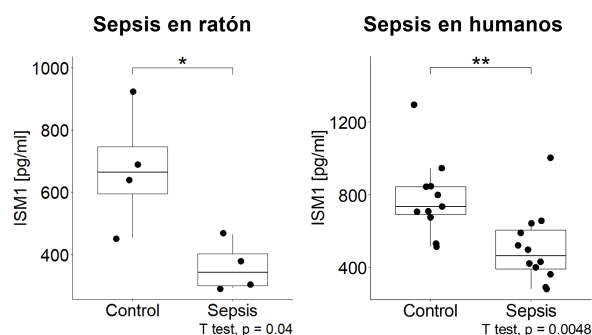 Sepsis en ratón
*
1000
800
600
400
ISM1 [pg/ml]
Control Sepsis
T test, p = 0.04
Sepsis en humanos
**
1200
800
400
ISM1 [pg/ml]
Control Sepsis
T test, p = 0.0048